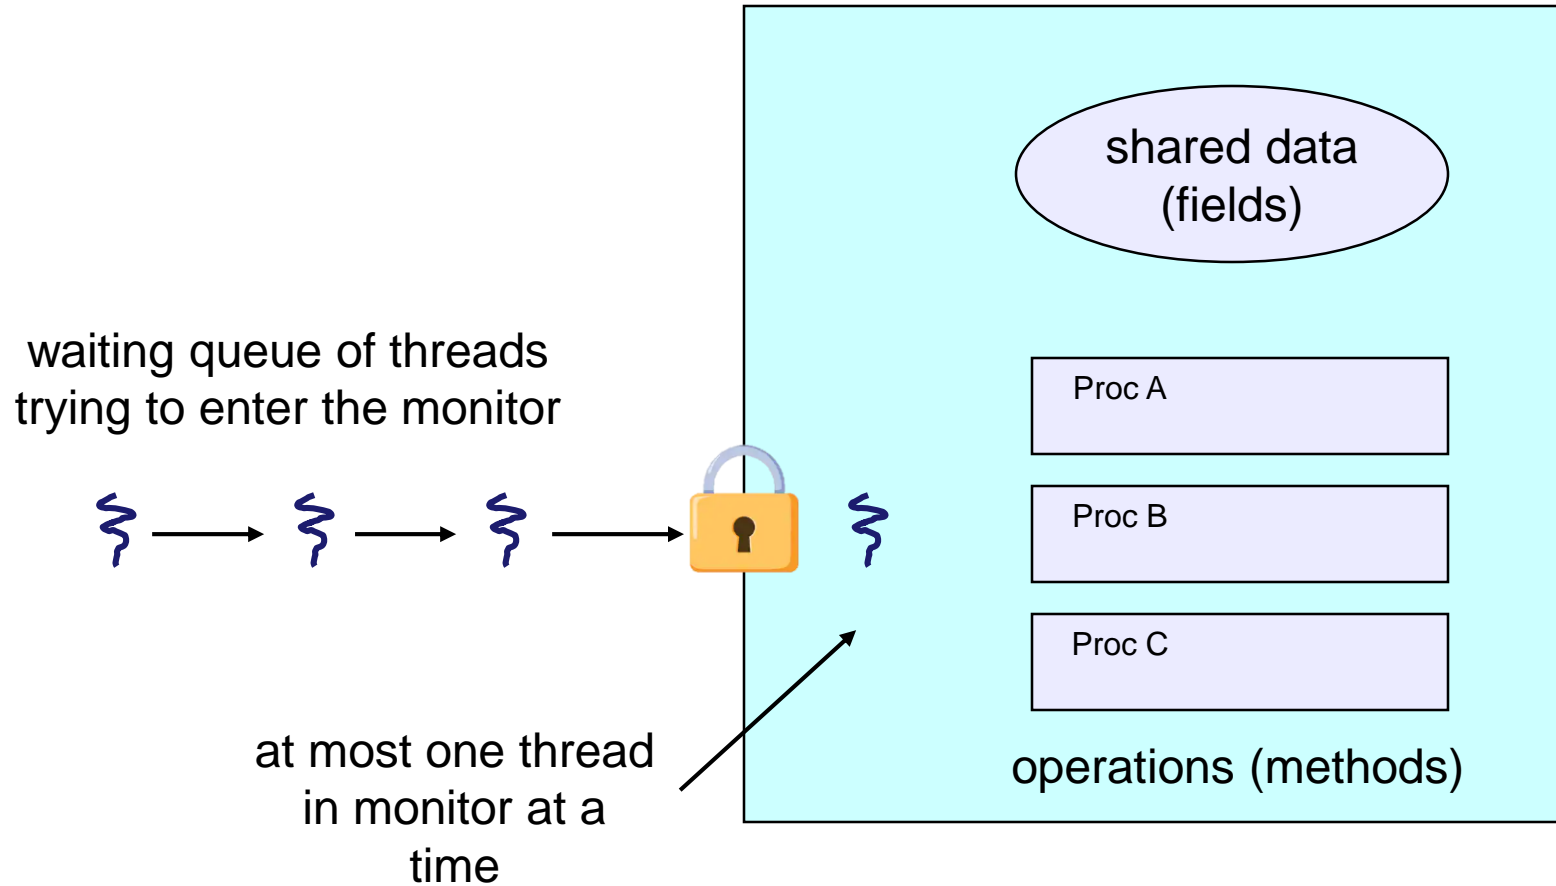 shared data
(fields)
waiting queue of threads
trying to enter the monitor
Proc A
Proc B
Proc C
at most one thread
in monitor at a
time
operations (methods)